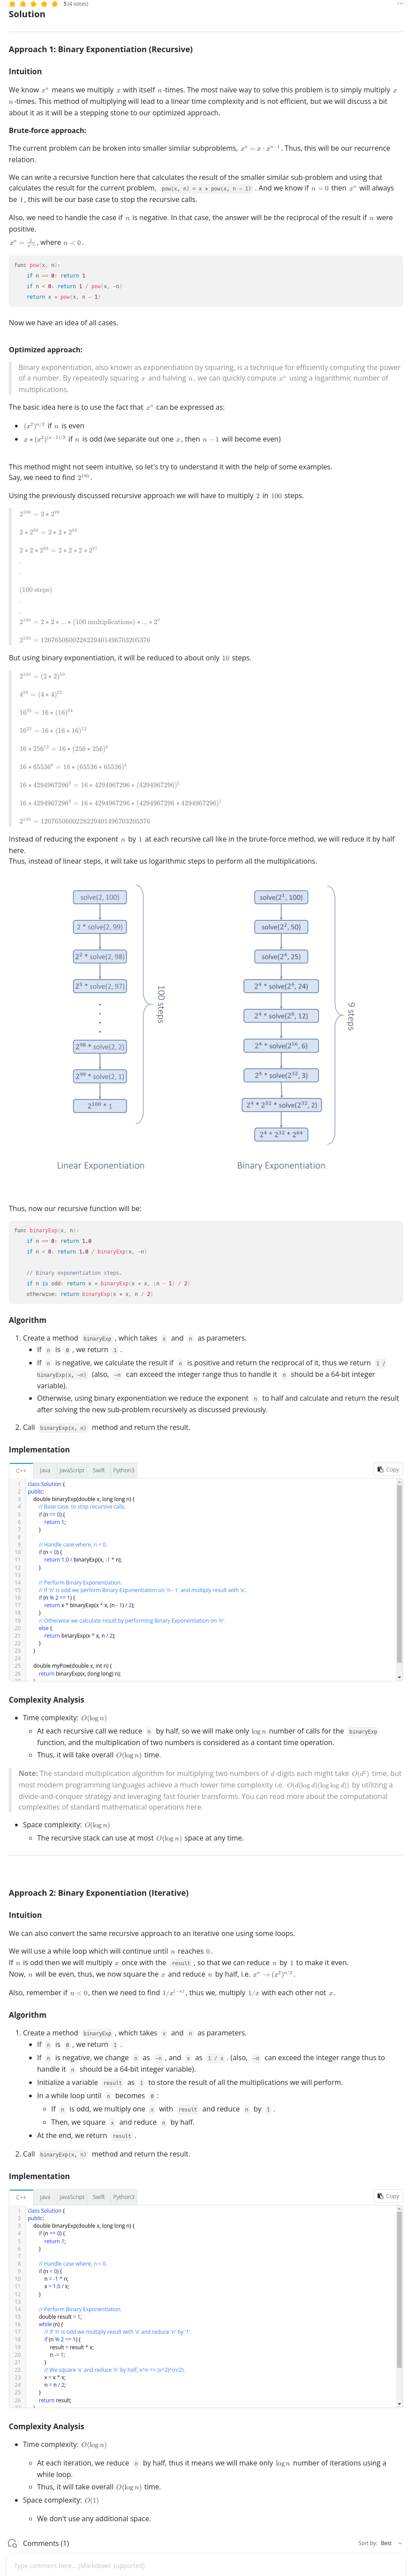 5 (4 votes)
Solution
Approach 1: Binary Exponentiation (Recursive)
Intuition
We know x^n means we multiply x with itself n-times. The most naïve way to solve this problem is to simply multiply x
n -times. This method of multiplying will lead to a linear time complexity and is not efficient, but we will discuss a bit
about it as it will be a stepping stone to our optimized approach.
Brute-force approach:
The current problem can be broken into smaller similar subproblems, x^n = x · x^{n−1}. Thus, this will be our recurrence
relation.
We can write a recursive function here that calculates the result of the smaller similar sub-problem and using that
calculates the result for the current problem, pow(x, n) = x * pow(x, n − 1) . And we know if n = 0 then x^n will always
be 1, this will be our base case to stop the recursive calls.
Also, we need to handle the case if n is negative. In that case, the answer will be the reciprocal of the result if n were
positive.
x^n = 1/x^{−n}, where n < 0.
func pow(x, n):
if n == 0: return 1
if n < 0: return 1 / pow(x, -n)
return x * pow(x, n - 1)
Now we have an idea of all cases.
Optimized approach:
Binary exponentiation, also known as exponentiation by squaring, is a technique for efficiently computing the power
of a number. By repeatedly squaring x and halving n, we can quickly compute x^n using a logarithmic number of
multiplications.
The basic idea here is to use the fact that x^n can be expressed as:
• (x^2)^{n/2} if n is even
• x * (x^2)^{(n−1)/2} if n is odd (we separate out one x, then n − 1 will become even)
This method might not seem intuitive, so let's try to understand it with the help of some examples.
Say, we need to find 2^{100}.
Using the previously discussed recursive approach we will have to multiply 2 in 100 steps.
2^{100} = 2 * 2^{99}
2 * 2^{99} = 2 * 2 * 2^{98}
2 * 2 * 2^{98} = 2 * 2 * 2 * 2^{97}
.
.
(100 steps)
.
.
2^{100} = 2 * 2 * ... * (100 multiplications) * ... * 2^0
2^{100} = 1267650600228229401496703205376
But using binary exponentiation, it will be reduced to about only 10 steps.
2^{100} = (2 * 2)^{50}
4^{50} = (4 * 4)^{25}
16^{25} = 16 * (16)^{24}
16^{25} = 16 * (16 * 16)^{12}
16 * 256^{12} = 16 * (256 * 256)^6
16 * 65536^6 = 16 * (65536 * 65536)^3
16 * 4294967296^3 = 16 * 4294967296 * (4294967296)^2
16 * 4294967296^3 = 16 * 4294967296 * (4294967296 * 4294967296)^1
2^{100} = 1267650600228229401496703205376
Instead of reducing the exponent n by 1 at each recursive call like in the brute-force method, we will reduce it by half
here.
Thus, instead of linear steps, it will take us logarithmic steps to perform all the multiplications.
solve(2, 100)
2 * solve(2, 99)
2^2 * solve(2, 98)
2^3 * solve(2, 97)
2^{98} * solve(2, 2)
2^{99} * solve(2, 1)
2^{100} * 1
100 steps
Linear Exponentiation
solve(2^1, 100)
solve(2^2, 50)
solve(2^4, 25)
2^4 * solve(2^4, 24)
2^4 * solve(2^8, 12)
2^4 * solve(2^{16}, 6)
2^4 * solve(2^{32}, 3)
2^4 * 2^{32} * solve(2^{32}, 2)
2^4 * 2^{32} * 2^{64}
9 steps
Binary Exponentiation
Thus, now our recursive function will be:
func binaryExp(x, n):
if n == 0: return 1.0
if n < 0: return 1.0 / binaryExp(x, -n)
// Binary exponentiation steps.
if n is odd: return x * binaryExp(x * x, (n - 1) / 2)
otherwise: return binaryExp(x * x, n / 2)
Algorithm
1. Create a method binaryExp , which takes x and n as parameters.
• If n is 0 , we return 1 .
• If n is negative, we calculate the result if n is positive and return the reciprocal of it, thus we return 1 /
binaryExp(x, −n) (also, −n can exceed the integer range thus to handle it n should be a 64-bit integer
variable).
• Otherwise, using binary exponentiation we reduce the exponent n to half and calculate and return the result
after solving the new sub-problem recursively as discussed previously.
2. Call binaryExp(x, n) method and return the result.
Implementation
C++ Java JavaScript Swift Python3 Copy
1 class Solution {
2 public:
3 double binaryExp(double x, long long n) {
4 // Base case, to stop recursive calls.
5 if (n == 0) {
6 return 1;
7 }
8
9 // Handle case where, n < 0.
10 if (n < 0) {
11 return 1.0 / binaryExp(x, -1 * n);
12 }
13
14 // Perform Binary Exponentiation.
15 // If 'n' is odd we perform Binary Exponentiation on 'n - 1' and multiply result with 'x'.
16 if (n % 2 == 1) {
17 return x * binaryExp(x * x, (n - 1) / 2);
18 }
19 // Otherwise we calculate result by performing Binary Exponentiation on 'n'.
20 else {
21 return binaryExp(x * x, n / 2);
22 }
23 }
24
25 double myPow(double x, int n) {
26 return binaryExp(x, (long long) n);
Complexity Analysis
• Time complexity: O(log n)
• At each recursive call we reduce n by half, so we will make only log n number of calls for the binaryExp
function, and the multiplication of two numbers is considered as a contant time operation.
• Thus, it will take overall O(log n) time.
Note: The standard multiplication algorithm for multiplying two numbers of d-digits each might take O(d^2) time, but
most modern programming languages achieve a much lower time complexity i.e. O(d(log d)(log log d)) by utilizing a
divide-and-conquer strategy and leveraging fast fourier transforms. You can read more about the computational
complexities of standard mathematical operations here.
• Space complexity: O(log n)
• The recursive stack can use at most O(log n) space at any time.
Approach 2: Binary Exponentiation (Iterative)
Intuition
We can also convert the same recursive approach to an iterative one using some loops.
We will use a while loop which will continue until n reaches 0.
If n is odd then we will multiply x once with the result , so that we can reduce n by 1 to make it even.
Now, n will be even, thus, we now square the x and reduce n by half, i.e. x^n → (x^2)^{n/2}.
Also, remember if n < 0, then we need to find 1/x^{(−n)}, thus we, multiply 1/x with each other not x.
Algorithm
1. Create a method binaryExp , which takes x and n as parameters.
• If n is 0 , we return 1 .
• If n is negative, we change n as −n , and x as 1 / x . (also, −n can exceed the integer range thus to
handle it n should be a 64-bit integer variable).
• Initialize a variable result as 1 to store the result of all the multiplications we will perform.
• In a while loop until n becomes 0 :
◦ If n is odd, we multiply one x with result and reduce n by 1 .
◦ Then, we square x and reduce n by half.
• At the end, we return result .
2. Call binaryExp(x, n) method and return the result.
Implementation
C++ Java JavaScript Swift Python3 Copy
1 class Solution {
2 public:
3 double binaryExp(double x, long long n) {
4 if (n == 0) {
5 return 1;
6 }
7
8 // Handle case where, n < 0.
9 if (n < 0) {
10 n = -1 * n;
11 x = 1.0 / x;
12 }
13
14 // Perform Binary Exponentiation.
15 double result = 1;
16 while (n) {
17 // If 'n' is odd we multiply result with 'x' and reduce 'n' by '1'.
18 if (n % 2 == 1) {
19 result = result * x;
20 n -= 1;
21 }
22 // We square 'x' and reduce 'n' by half, x^n => (x^2)^(n/2).
23 x = x * x;
24 n = n / 2;
25 }
26 return result;
Complexity Analysis
• Time complexity: O(log n)
◦ At each iteration, we reduce n by half, thus it means we will make only log n number of iterations using a
while loop.
◦ Thus, it will take overall O(log n) time.
• Space complexity: O(1)
◦ We don't use any additional space.
Comments (1) Sort by: Best
Type comment here... (Markdown supported)